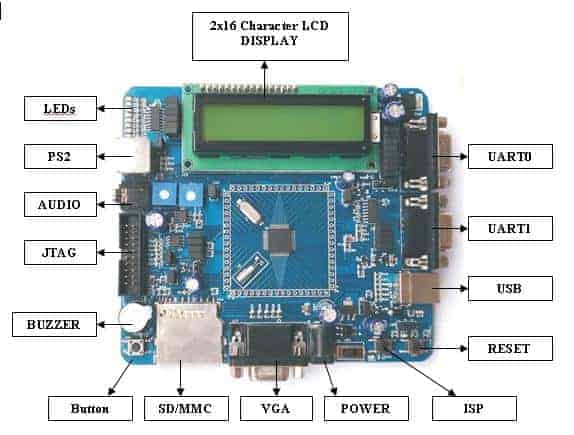 2x16 Character LCD
DISPLAY
LEDs
PS2
AUDIO
JTAG
BUZZER
UART0
UART1
USB
RESET
Button
SD/MMC
VGA
POWER
ISP